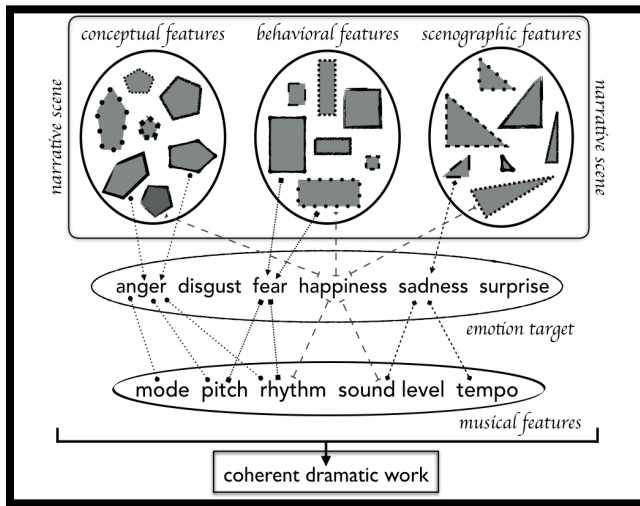 conceptual features behavioral features scenographic features
narrative scene
narrative scene
anger disgust fear happiness sadness surprise
emotion target
mode pitch rhythm sound level tempo
musical features
coherent dramatic work